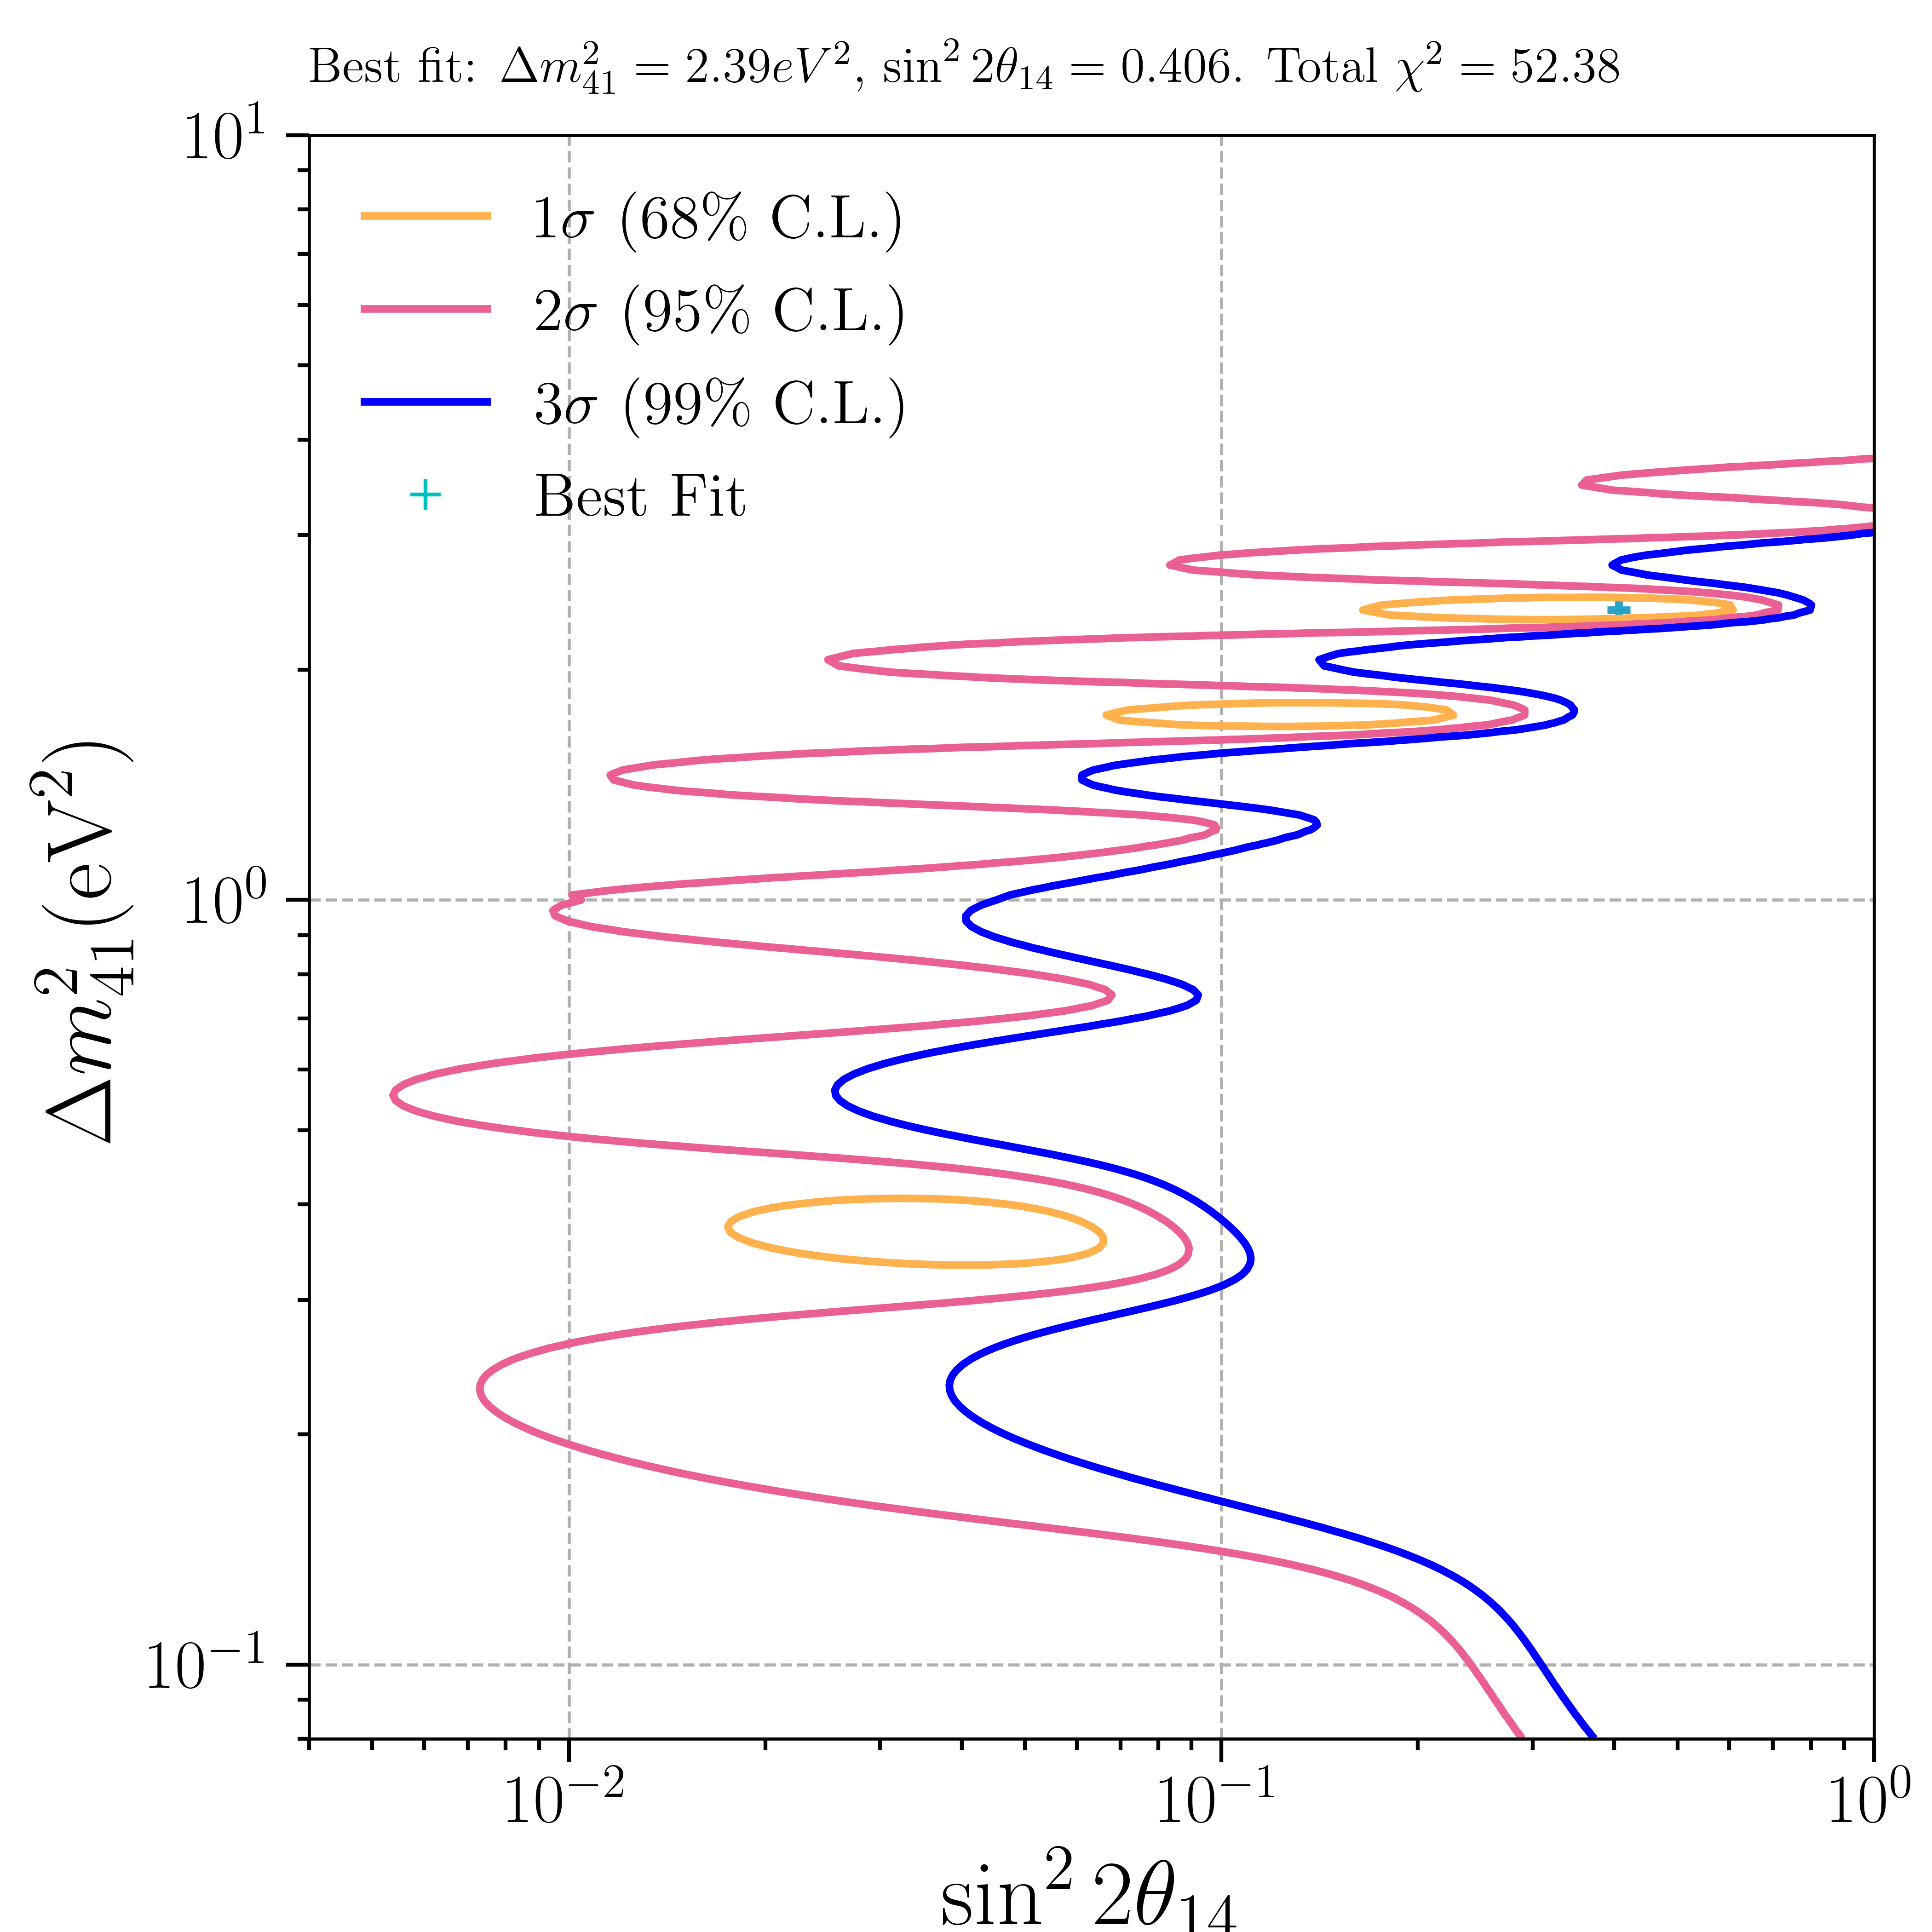 Best fit: Δm²₄₁ = 2.39eV², sin² 2θ₁₄ = 0.406. Total χ² = 52.38
10¹
1σ (68% C.L.)
2σ (95% C.L.)
3σ (99% C.L.)
Best Fit
Δm²₄₁(eV²)
10⁰
10⁻¹
10⁻² 10⁻¹ 10⁰
sin² 2θ₁₄